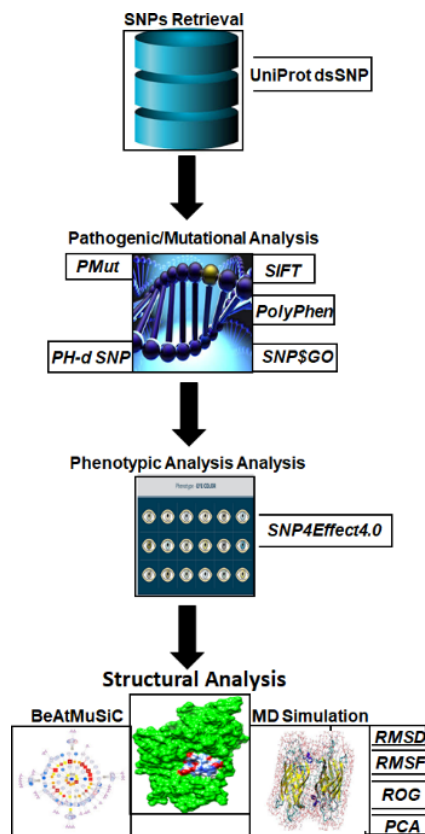 SNPs Retrieval
UniProt dsSNP
Pathogenic/Mutational Analysis
PMut
SIFT
PolyPhen
PH-d SNP
SNP$GO
Phenotypic Analysis Analysis
SNP4Effect4.0
Structural Analysis
BeAtMuSiC
MD Simulation
RMSD
RMSF
ROG
PCA